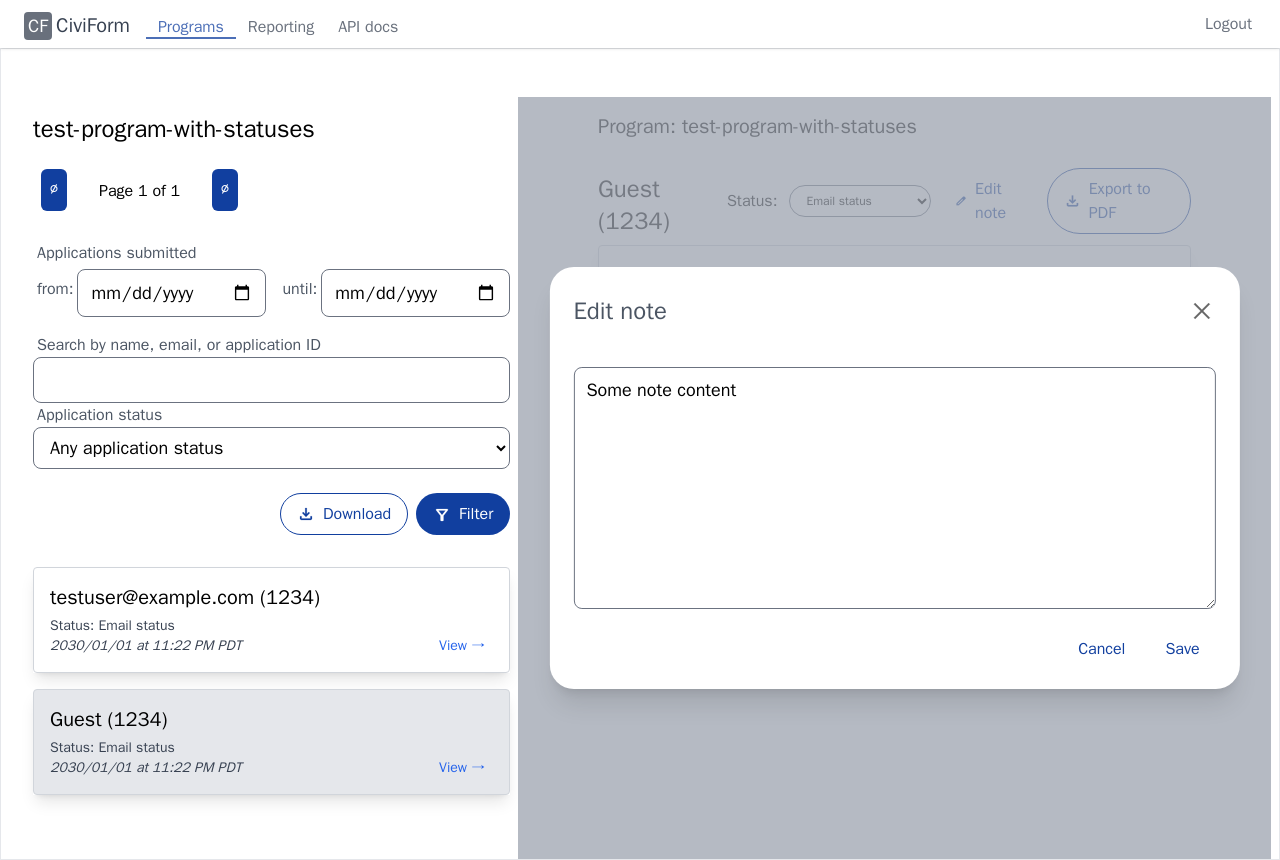 CF CiviForm Programs Reporting API docs Logout
test-program-with-statuses
Page 1 of 1
Applications submitted
from: mm/dd/yyyy until: mm/dd/yyyy
Search by name, email, or application ID
Application status
Any application status
Download Filter
testuser@example.com (1234)
Status: Email status
2030/01/01 at 11:22 PM PDT View →
Guest (1234)
Status: Email status
2030/01/01 at 11:22 PM PDT View →
Program: test-program-with-statuses
Guest
(1234)
Status: Email status
Edit
note
Export to
PDF
Edit note
Some note content
Cancel Save